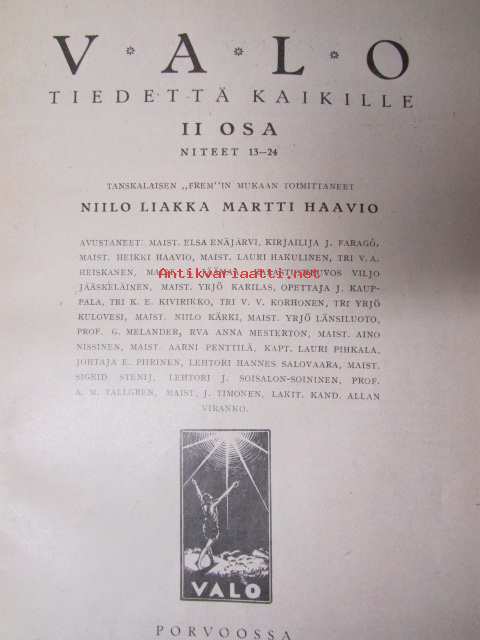 V * A * L * O
TIEDETTÄ KAIKILLE
II OSA
NITEET 13—24
TANSKALAISEN „FREM"IN MUKAAN TOIMITTANEET
NIILO LIAKKA MARTTI HAAVIO
AVUSTANEET: MAIST. ELSA ENÄJÄRVI, KIRJAILIJA J. FARAGÓ,
MAIST. HEIKKI HAAVIO, MAIST. LAURI HAKULINEN, TRI V. A.
HEISKANEN, VILJO
Antikvariaatti.net
JÄÄSKELÄINEN, MAIST. YRJÖ KARILAS, OPETTAJA J. KAUP-
PALA, TRI K. E. KIVIRIKKO, TRI V. V. KORHONEN, TRI YRJÖ
KULOVESI, MAIST. NIILO KÄRKI, MAIST. YRJÖ LÄNSILUOTO,
PROF. G. MELANDER, RVA ANNA MESTERTON, MAIST. AINO
NISSINEN, MAIST. AARNI PENTTILÄ, KAPT. LAURI PIHKALA,
JOHTAJA E. PIIRINEN, LEHTORI HANNES SALOVAARA, MAIST.
SIGRID STENIJ, LEHTORI J. SOISALON-SOININEN, PROF.
A. M. TALLGREN, MAIST. J. TIMONEN, LAKIT. KAND. ALLAN
VIRANKO.
VALO
PORVOOSSA